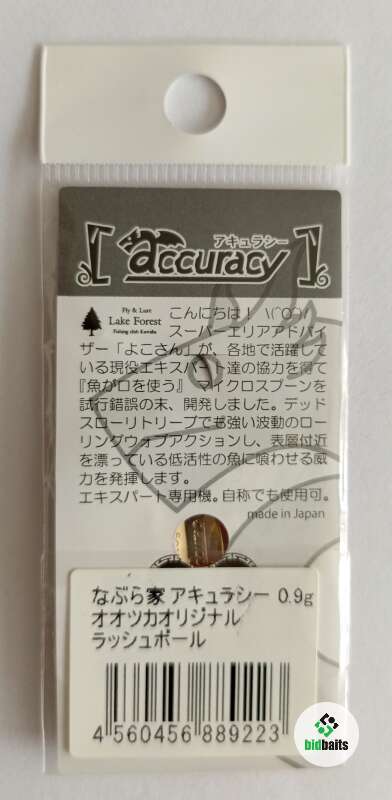 アキュラシー
accuracy
Fly & Lure
Lake Forest
こんにちは! \(^O^)/
スーパーエリアアドバイ
ザー「よこさん」が、各地で活躍してい
る現役エキスパート達の協力を得て
『魚が口を使う』 マイクロスプーンを
試行錯誤の末、開発しました。デッド
スローリトリーブでも強い波動のロー
リングウォブアクションし、表層付近
を漂っている低活性の魚に喰わせる威
力を発揮します。
エキスパート専用機。自称でも使用可。
made in Japan
なぶら家 アキュラシー 0.9g
オオツカオリジナル
ラッシュボール
4 560456 889223
bidbaits